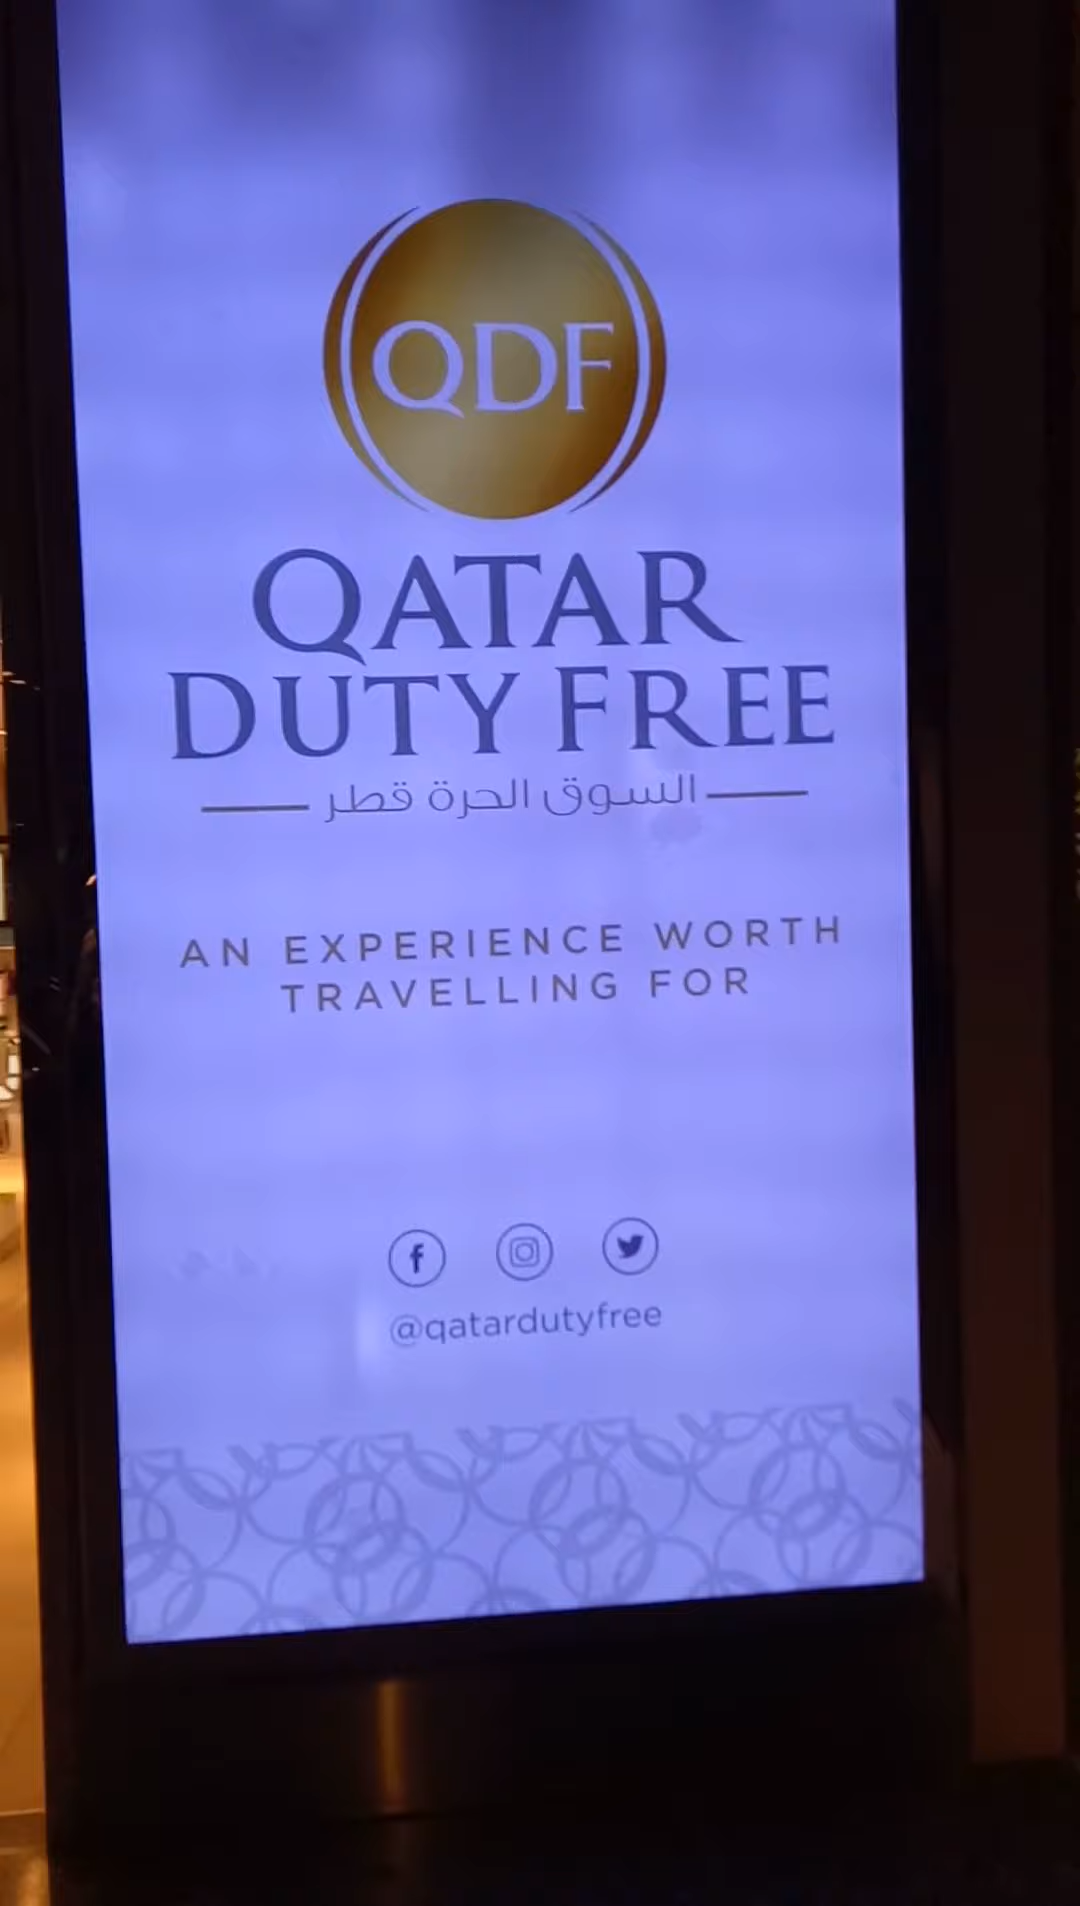 QDF
QATAR
DUTY FREE
السوق الحرة قطر
AN EXPERIENCE WORTH
TRAVELLING FOR
@qatardutyfree